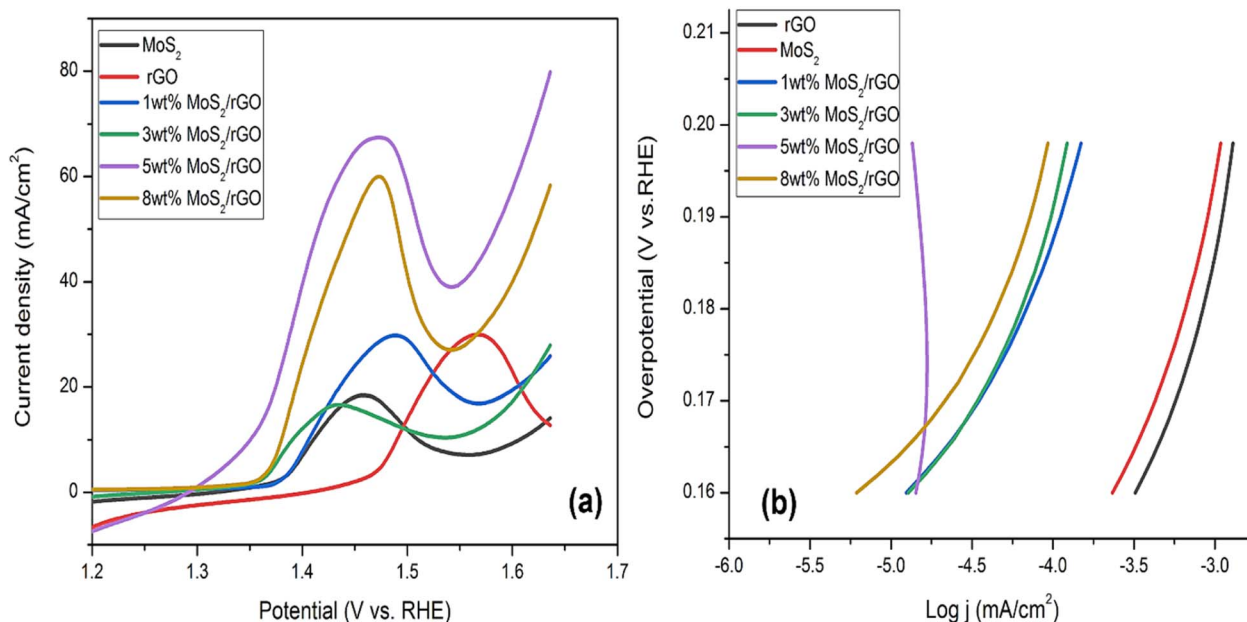 MoS2
rGO
1wt% MoS2/rGO
3wt% MoS2/rGO
5wt% MoS2/rGO
8wt% MoS2/rGO
80
60
40
20
0
Current density (mA/cm2)
1.2 1.3 1.4 1.5 1.6 1.7
Potential (V vs. RHE)
(a)
rGO
MoS2
1wt% MoS2/rGO
3wt% MoS2/rGO
5wt% MoS2/rGO
8wt% MoS2/rGO
0.21
0.20
0.19
0.18
0.17
0.16
Overpotential (V vs.RHE)
-6.0 -5.5 -5.0 -4.5 -4.0 -3.5 -3.0
Log j (mA/cm2)
(b)